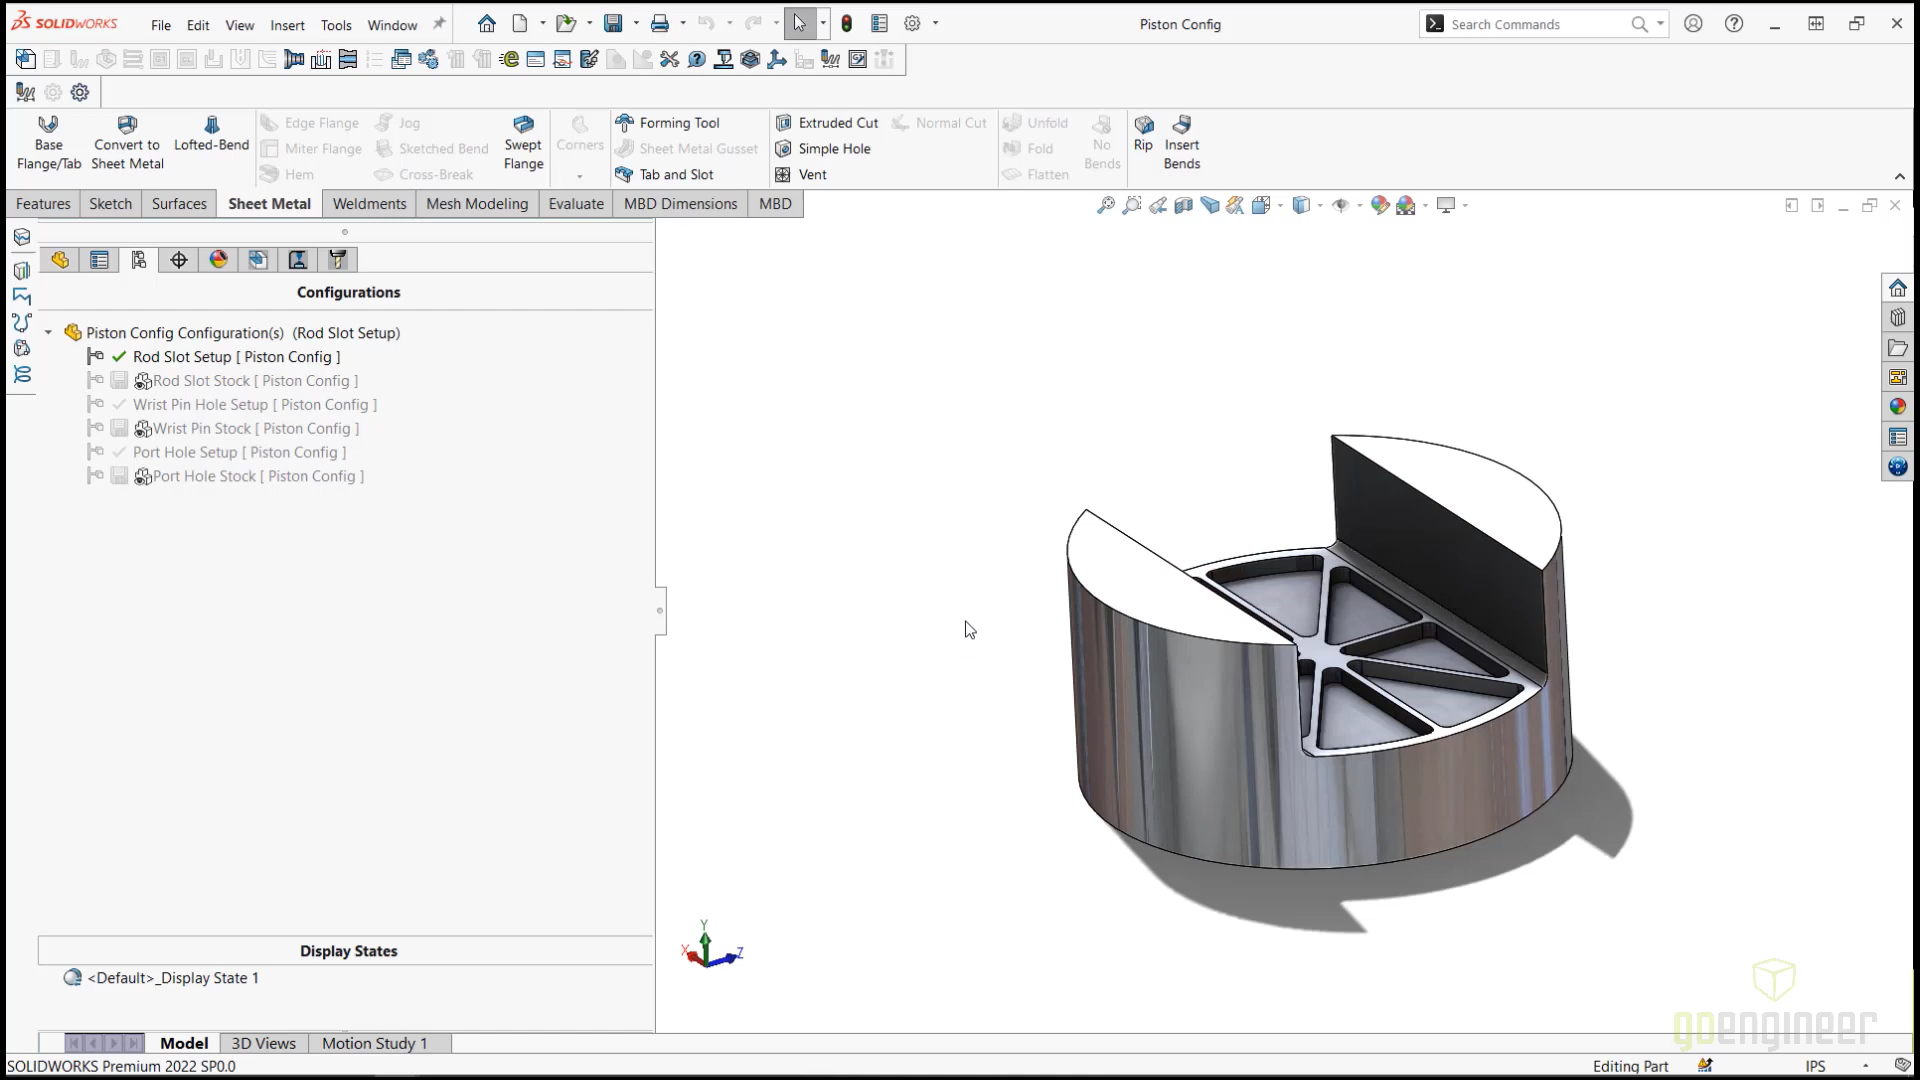 SOLIDWORKS File Edit View Insert Tools Window Piston Config Search Commands
Base Flange/Tab
Convert to Sheet Metal
Lofted-Bend
Edge Flange
Miter Flange
Hem
Jog
Sketched Bend
Cross-Break
Swept Flange
Corners
Forming Tool
Sheet Metal Gusset
Tab and Slot
Extruded Cut
Simple Hole
Vent
Normal Cut
Unfold
Fold
Flatten
No Bends
Rip
Insert Bends
Features Sketch Surfaces Sheet Metal Weldments Mesh Modeling Evaluate MBD Dimensions MBD
Configurations
Piston Config Configuration(s) (Rod Slot Setup)
Rod Slot Setup [ Piston Config ]
Rod Slot Stock [ Piston Config ]
Wrist Pin Hole Setup [ Piston Config ]
Wrist Pin Stock [ Piston Config ]
Port Hole Setup [ Piston Config ]
Port Hole Stock [ Piston Config ]
Y
X Z
Display States
<Default>_Display State 1
goengineer
Model 3D Views Motion Study 1
SOLIDWORKS Premium 2022 SP0.0 Editing Part IPS